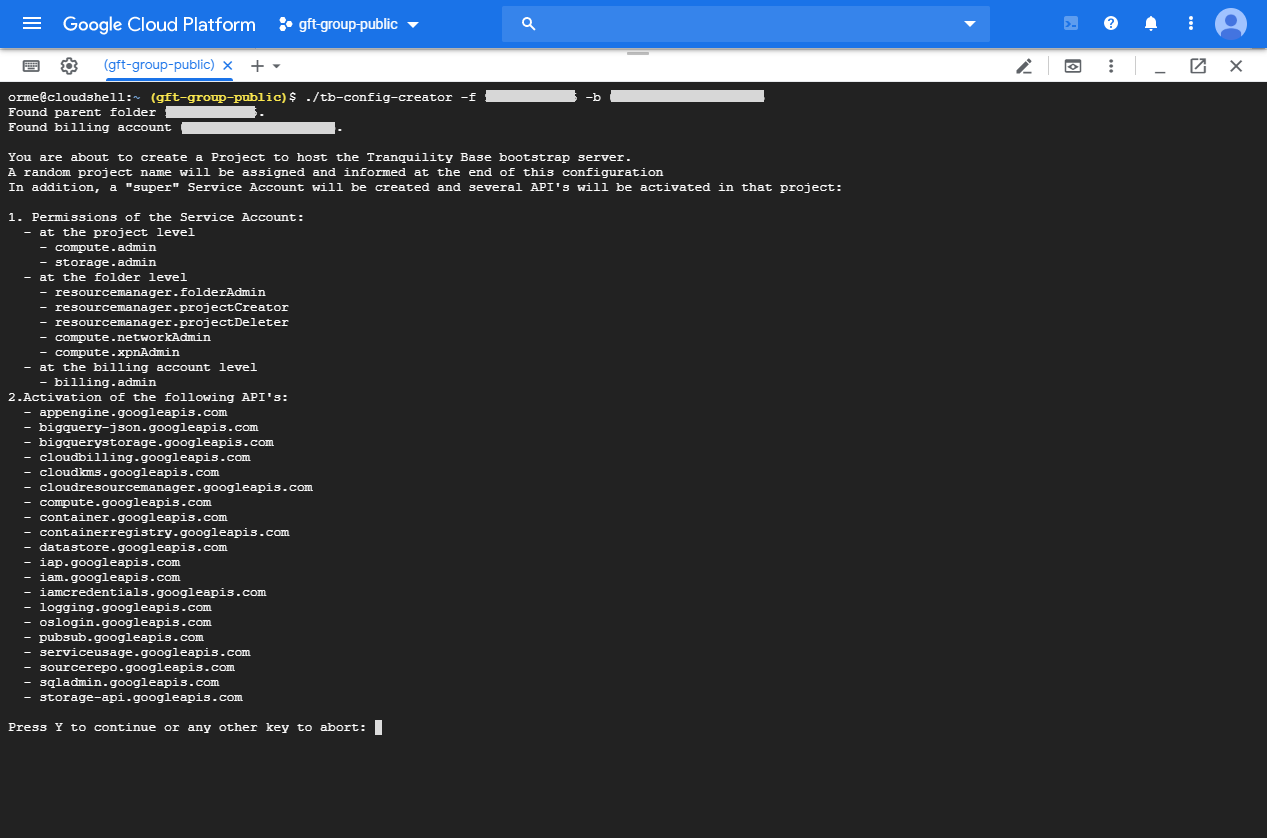 Google Cloud Platform gft-group-public
(gft-group-public)
orme@cloudshell:~ (gft-group-public)$ ./tb-config-creator -f -b
Found parent folder .
Found billing account .
You are about to create a Project to host the Tranquility Base bootstrap server.
A random project name will be assigned and informed at the end of this configuration
In addition, a "super" Service Account will be created and several API's will be activated in that project:
1. Permissions of the Service Account:
- at the project level
- compute.admin
- storage.admin
- at the folder level
- resourcemanager.folderAdmin
- resourcemanager.projectCreator
- resourcemanager.projectDeleter
- compute.networkAdmin
- compute.xpnAdmin
- at the billing account level
- billing.admin
2.Activation of the following API's:
- appengine.googleapis.com
- bigquery-json.googleapis.com
- bigquerystorage.googleapis.com
- cloudbilling.googleapis.com
- cloudkms.googleapis.com
- cloudresourcemanager.googleapis.com
- compute.googleapis.com
- container.googleapis.com
- containerregistry.googleapis.com
- datastore.googleapis.com
- iap.googleapis.com
- iam.googleapis.com
- iamcredentials.googleapis.com
- logging.googleapis.com
- oslogin.googleapis.com
- pubsub.googleapis.com
- serviceusage.googleapis.com
- sourcerepo.googleapis.com
- sqladmin.googleapis.com
- storage-api.googleapis.com
Press Y to continue or any other key to abort: